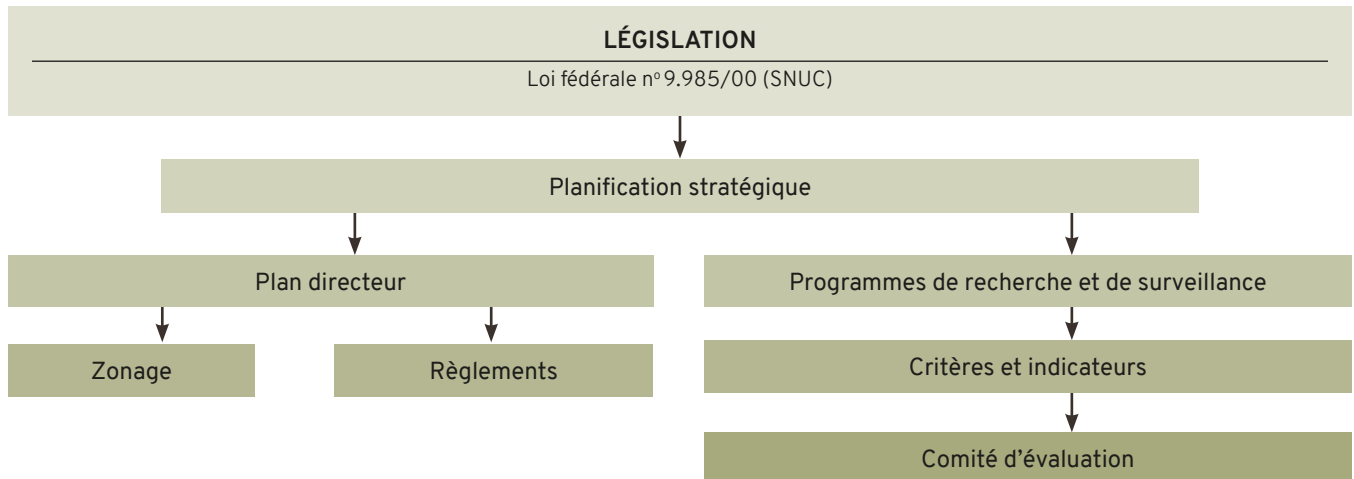 LÉGISLATION
Loi fédérale nº 9.985/00 (SNUC)
Planification stratégique
Plan directeur
Programmes de recherche et de surveillance
Zonage
Règlements
Critères et indicateurs
Comité d'évaluation